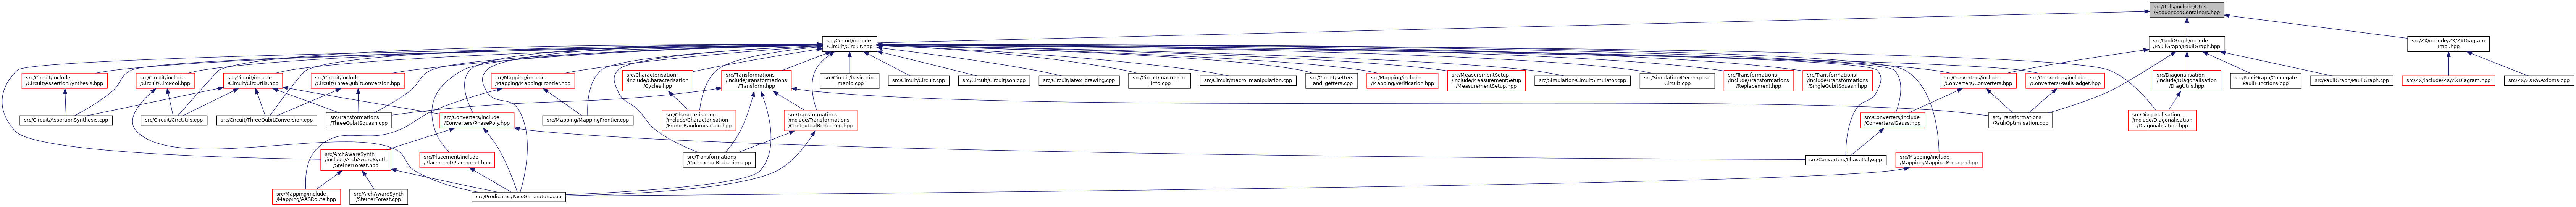 src/Utils/include/Utils
/SequencedContainers.hpp
src/Circuit/include
/Circuit/Circuit.hpp
src/PauliGraph/include
/PauliGraph/PauliGraph.hpp
src/ZX/include/ZX/ZXDiagram
Impl.hpp
src/Circuit/include
/Circuit/AssertionSynthesis.hpp
src/Circuit/include
/Circuit/CircPool.hpp
src/Circuit/include
/Circuit/CircUtils.hpp
src/Circuit/include
/Circuit/ThreeQubitConversion.hpp
src/Mapping/include
/Mapping/MappingFrontier.hpp
src/Characterisation
/include/Characterisation
/Cycles.hpp
src/Transformations
/include/Transformations
/Transform.hpp
src/Circuit/basic_circ
_manip.cpp
src/Circuit/Circuit.cpp
src/Circuit/CircuitJson.cpp
src/Circuit/latex_drawing.cpp
src/Circuit/macro_circ
_info.cpp
src/Circuit/macro_manipulation.cpp
src/Circuit/setters
_and_getters.cpp
src/Mapping/include
/Mapping/Verification.hpp
src/MeasurementSetup
/include/MeasurementSetup
/MeasurementSetup.hpp
src/Simulation/CircuitSimulator.cpp
src/Simulation/Decompose
Circuit.cpp
src/Transformations
/include/Transformations
/Replacement.hpp
src/Transformations
/include/Transformations
/SingleQubitSquash.hpp
src/Converters/include
/Converters/Converters.hpp
src/Converters/include
/Converters/PauliGadget.hpp
src/Diagonalisation
/include/Diagonalisation
/DiagUtils.hpp
src/PauliGraph/Conjugate
PauliFunctions.cpp
src/PauliGraph/PauliGraph.cpp
src/ZX/include/ZX/ZXDiagram.hpp
src/ZX/ZXRWAxioms.cpp
src/Circuit/AssertionSynthesis.cpp
src/Circuit/CircUtils.cpp
src/Circuit/ThreeQubitConversion.cpp
src/Transformations
/ThreeQubitSquash.cpp
src/Converters/include
/Converters/PhasePoly.hpp
src/Mapping/MappingFrontier.cpp
src/Characterisation
/include/Characterisation
/FrameRandomisation.hpp
src/Transformations
/include/Transformations
/ContextualReduction.hpp
src/Converters/include
/Converters/Gauss.hpp
src/Transformations
/PauliOptimisation.cpp
src/Diagonalisation
/include/Diagonalisation
/Diagonalisation.hpp
src/ArchAwareSynth
/include/ArchAwareSynth
/SteinerForest.hpp
src/Placement/include
/Placement/Placement.hpp
src/Transformations
/ContextualReduction.cpp
src/Converters/PhasePoly.cpp
src/Mapping/include
/Mapping/MappingManager.hpp
src/Mapping/include
/Mapping/AASRoute.hpp
src/ArchAwareSynth
/SteinerForest.cpp
src/Predicates/PassGenerators.cpp